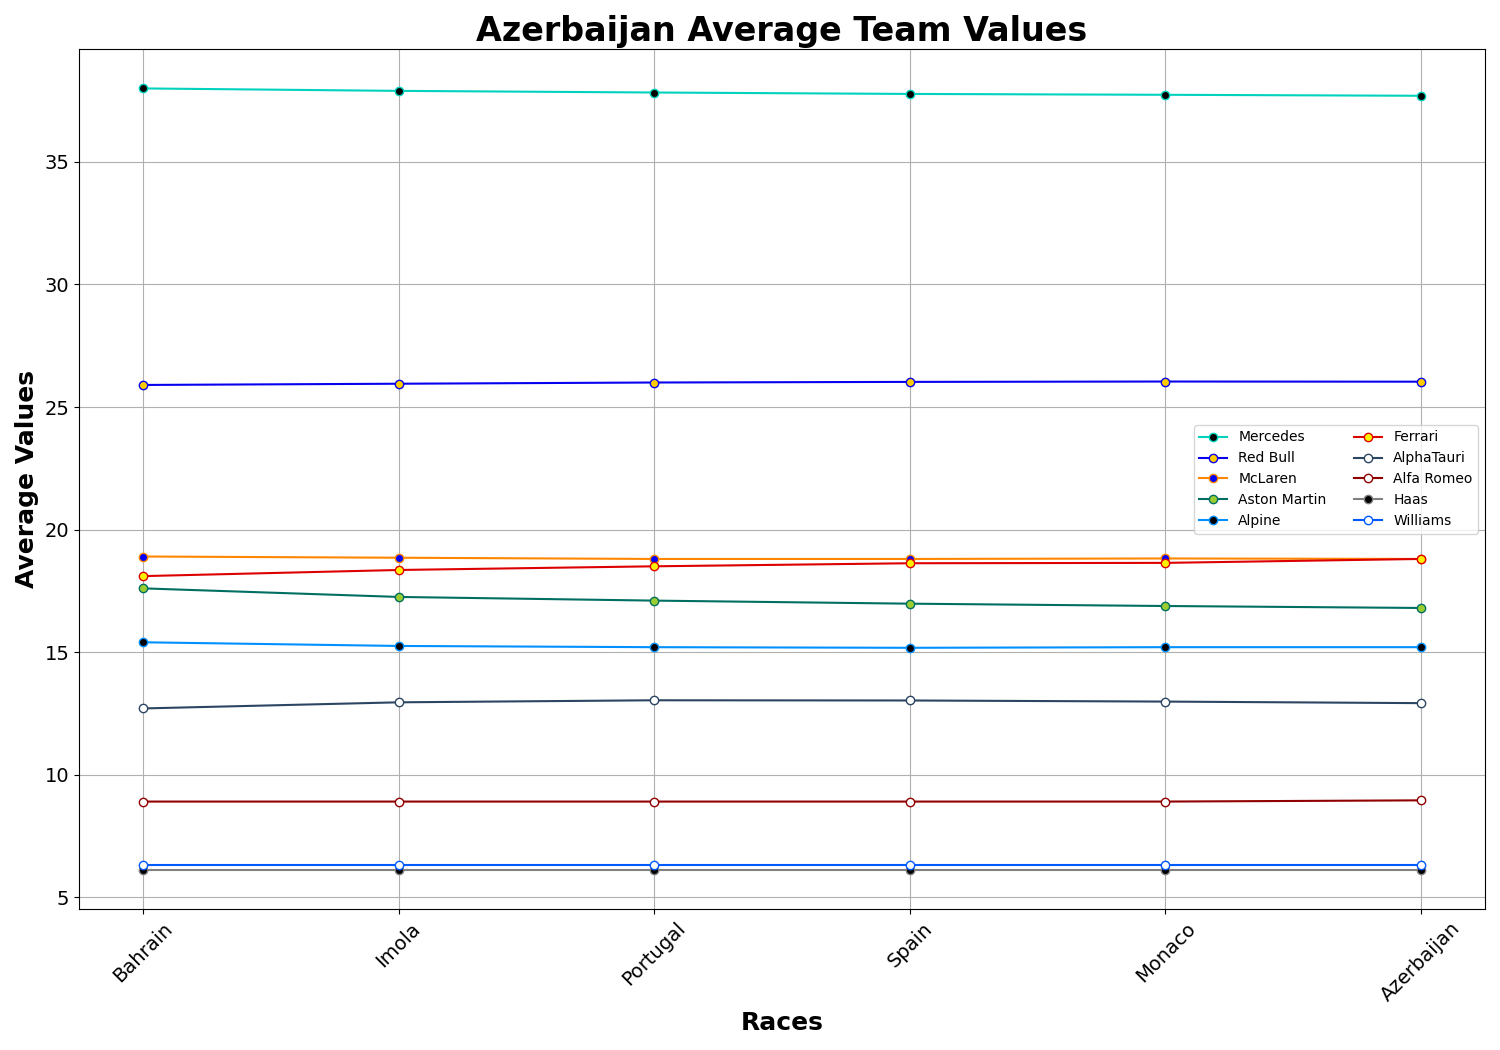 Azerbaijan Average Team Values
Average Values
35
30
25
20
15
10
5
Mercedes
Red Bull
McLaren
Aston Martin
Alpine
Ferrari
AlphaTauri
Alfa Romeo
Haas
Williams
Bahrain
Imola
Portugal
Spain
Monaco
Azerbaijan
Races